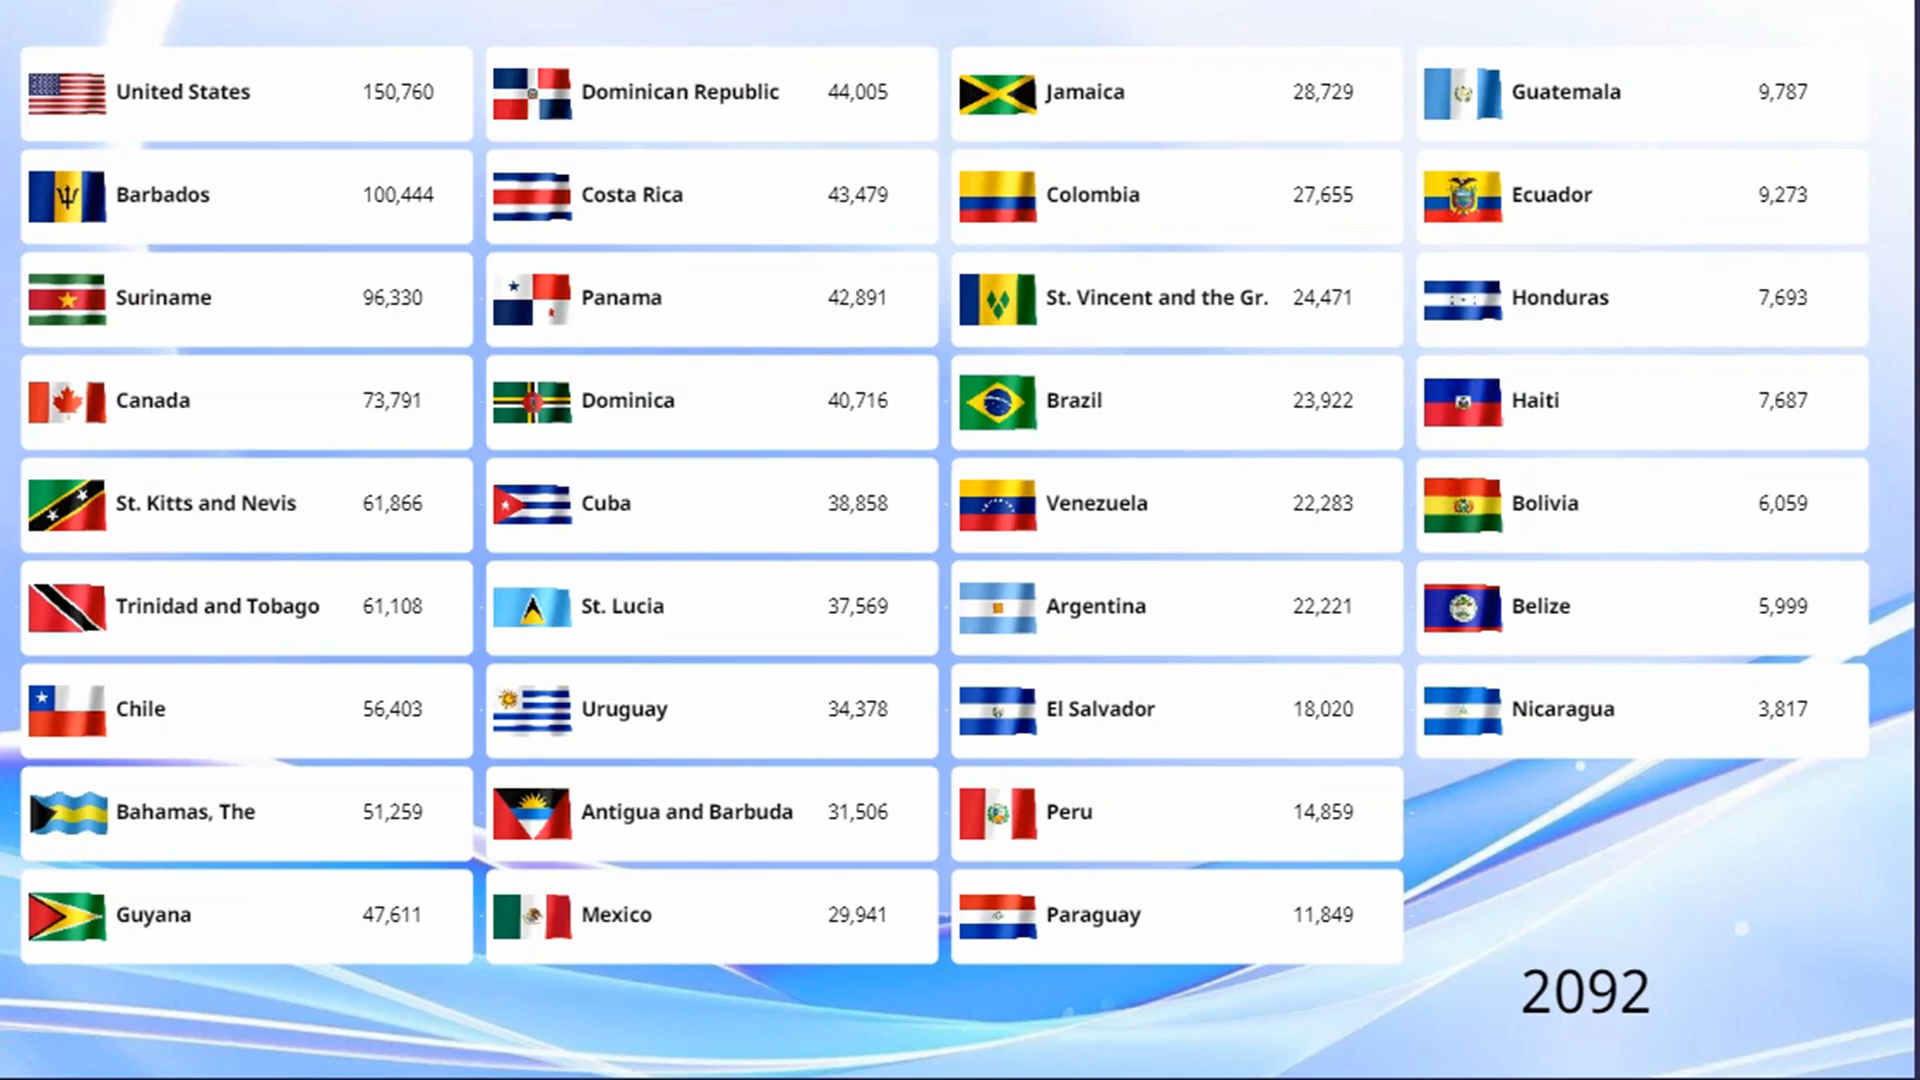 United States 150,760
Barbados 100,444
Suriname 96,330
Canada 73,791
St. Kitts and Nevis 61,866
Trinidad and Tobago 61,108
Chile 56,403
Bahamas, The 51,259
Guyana 47,611
Dominican Republic 44,005
Costa Rica 43,479
Panama 42,891
Dominica 40,716
Cuba 38,858
St. Lucia 37,569
Uruguay 34,378
Antigua and Barbuda 31,506
Mexico 29,941
Jamaica 28,729
Colombia 27,655
St. Vincent and the Gr. 24,471
Brazil 23,922
Venezuela 22,283
Argentina 22,221
El Salvador 18,020
Peru 14,859
Paraguay 11,849
Guatemala 9,787
Ecuador 9,273
Honduras 7,693
Haiti 7,687
Bolivia 6,059
Belize 5,999
Nicaragua 3,817
2092